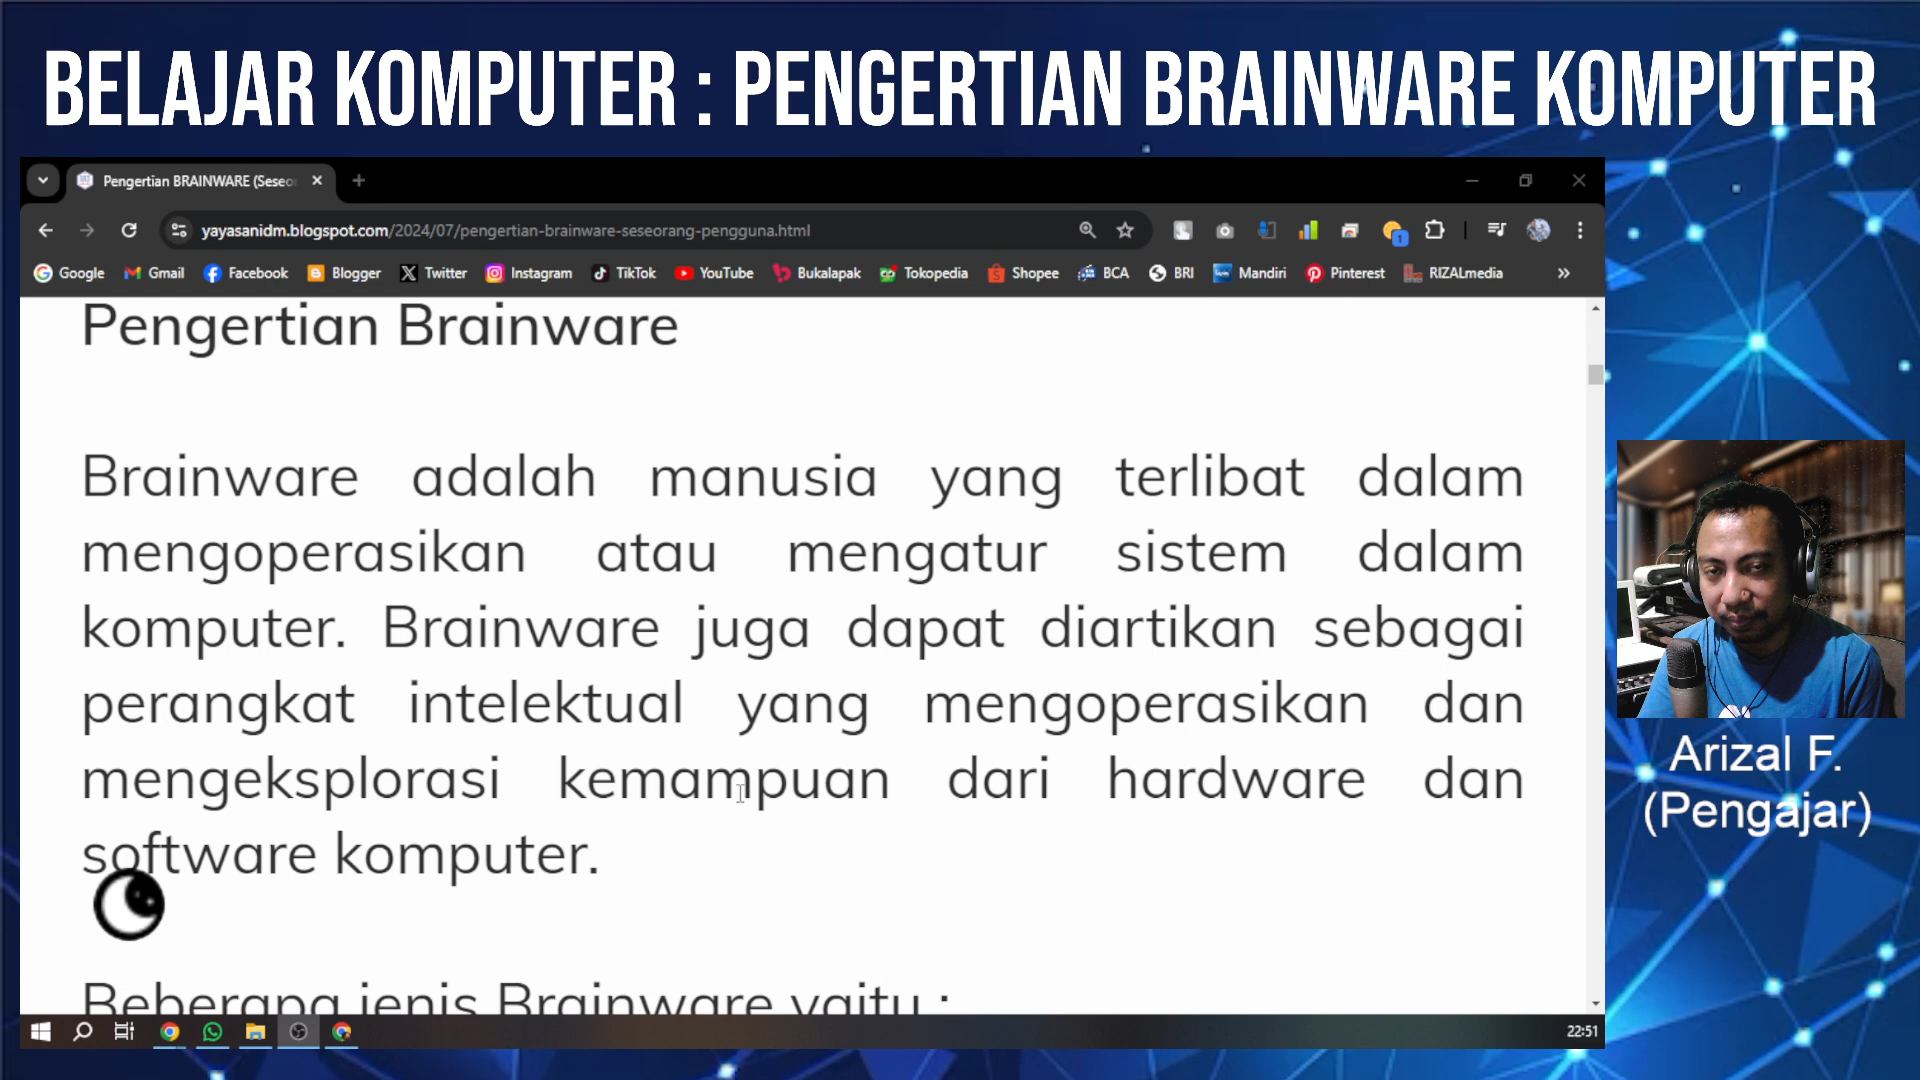 BELAJAR KOMPUTER : PENGERTIAN BRAINWARE KOMPUTER
Pengertian BRAINWARE (Seseo
yayasanidm.blogspot.com/2024/07/pengertian-brainware-seseorang-pengguna.html
1
Google Gmail Facebook Blogger Twitter Instagram TikTok YouTube Bukalapak Tokopedia Shopee BCA BRI Mandiri Pinterest RIZALmedia
Pengertian Brainware
Brainware adalah manusia yang terlibat dalam
mengoperasikan atau mengatur sistem dalam
komputer. Brainware juga dapat diartikan sebagai
perangkat intelektual yang mengoperasikan dan
mengeksplorasi kemampuan dari hardware dan
software komputer.
Beberapa jenis Brainware yaitu :
22:51
Arizal F.
(Pengajar)